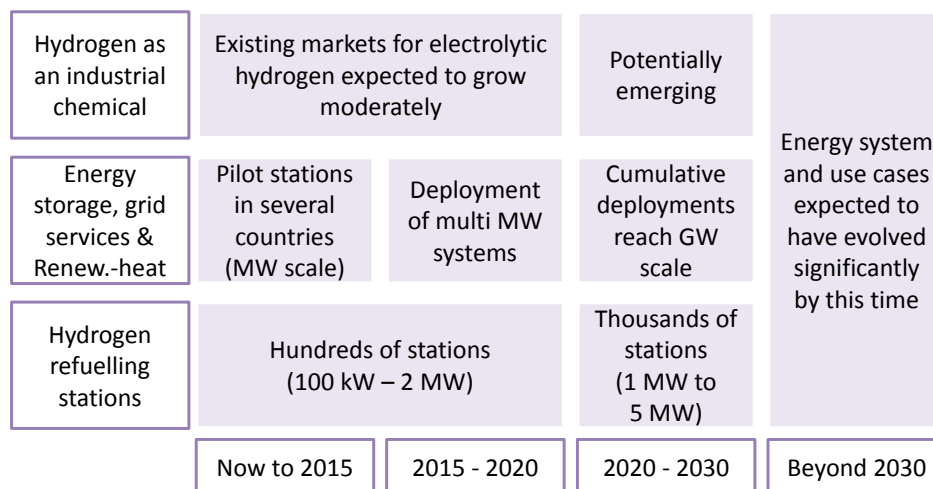 Hydrogen as
an industrial
chemical
Existing markets for electrolytic
hydrogen expected to grow
moderately
Potentially
emerging
Energy system
and use cases
expected to
have evolved
significantly
by this time
Energy
storage, grid
services &
Renew.-heat
Pilot stations
in several
countries
(MW scale)
Deployment
of multi MW
systems
Cumulative
deployments
reach GW
scale
Hydrogen
refuelling
stations
Hundreds of stations
(100 kW – 2 MW)
Thousands of
stations
(1 MW to
5 MW)
Now to 2015
2015 - 2020
2020 - 2030
Beyond 2030